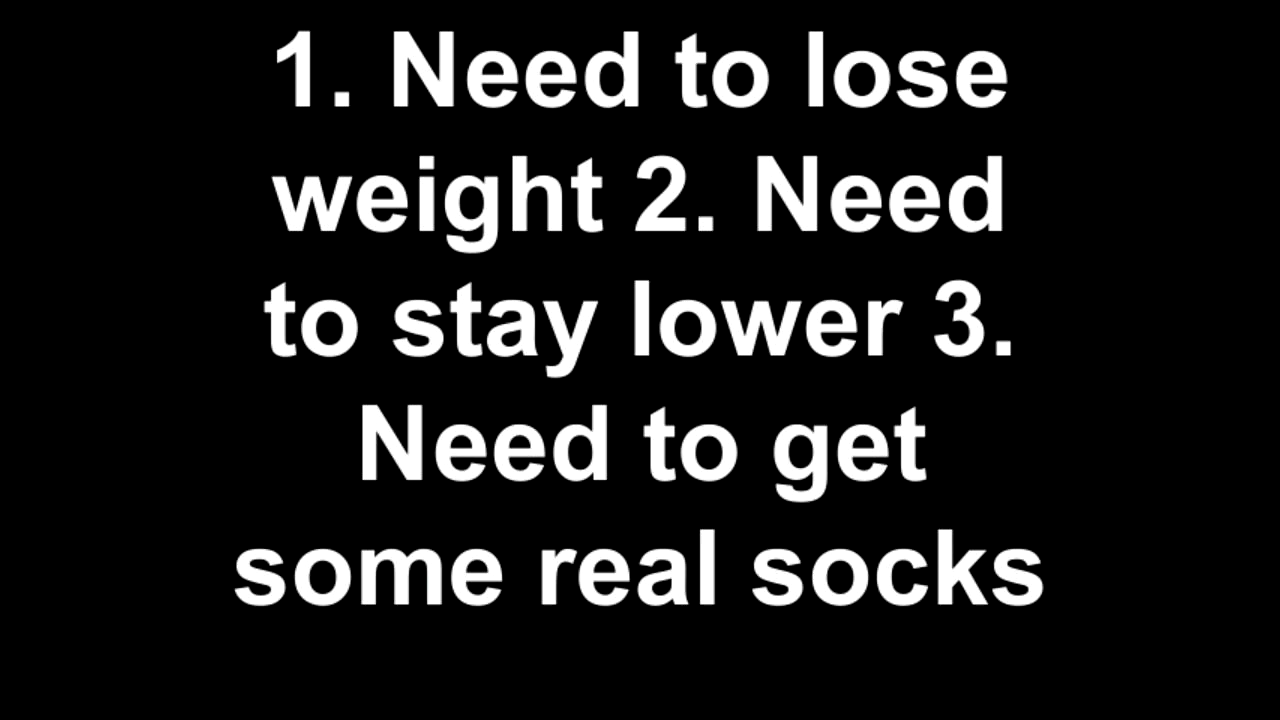 1. Need to lose
weight 2. Need
to stay lower 3.
Need to get
some real socks